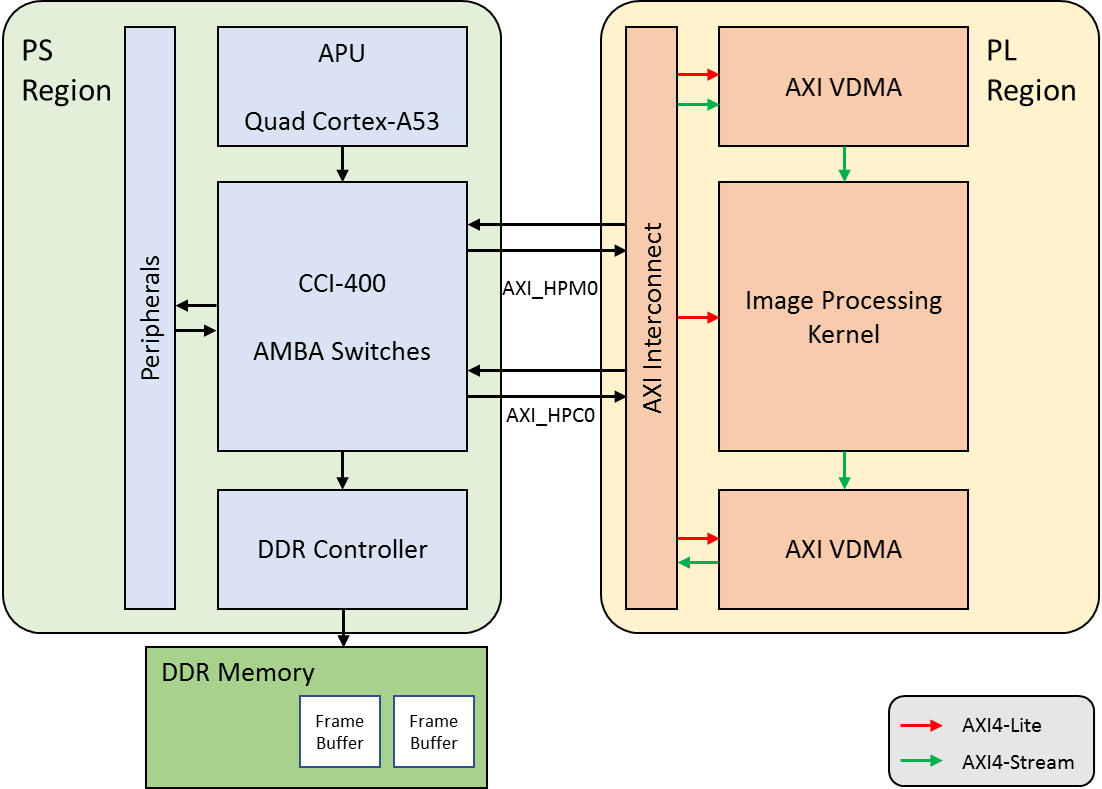 PS
Region
APU
Quad Cortex-A53
Peripherals
CCI-400
AMBA Switches
DDR Controller
DDR Memory
Frame
Buffer
Frame
Buffer
AXI_HPM0
AXI_HPC0
AXI Interconnect
PL
Region
AXI VDMA
Image Processing
Kernel
AXI VDMA
AXI4-Lite
AXI4-Stream